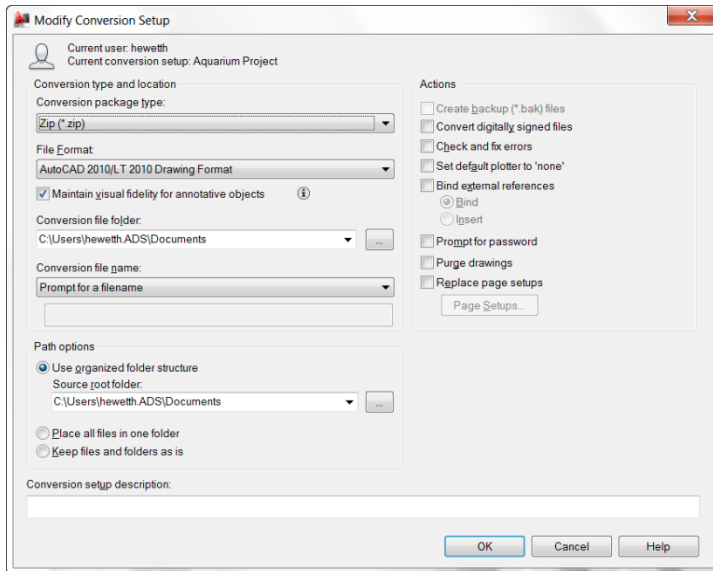 Modify Conversion Setup
Current user: hewetth
Current conversion setup: Aquarium Project
Conversion type and location
Conversion package type:
Zip (*.zip)
File Format:
AutoCAD 2010/LT 2010 Drawing Format
Maintain visual fidelity for annotative objects
Conversion file folder:
C:\Users\hewetth.ADS\Documents
...
Conversion file name:
Prompt for a filename
Path options
Use organized folder structure
Source root folder:
C:\Users\hewetth.ADS\Documents
...
Place all files in one folder
Keep files and folders as is
Actions
Create backup (*.bak) files
Convert digitally signed files
Check and fix errors
Set default plotter to 'none'
Bind external references
Bind
Insert
Prompt for password
Purge drawings
Replace page setups
Page Setups...
Conversion setup description:
OK
Cancel
Help